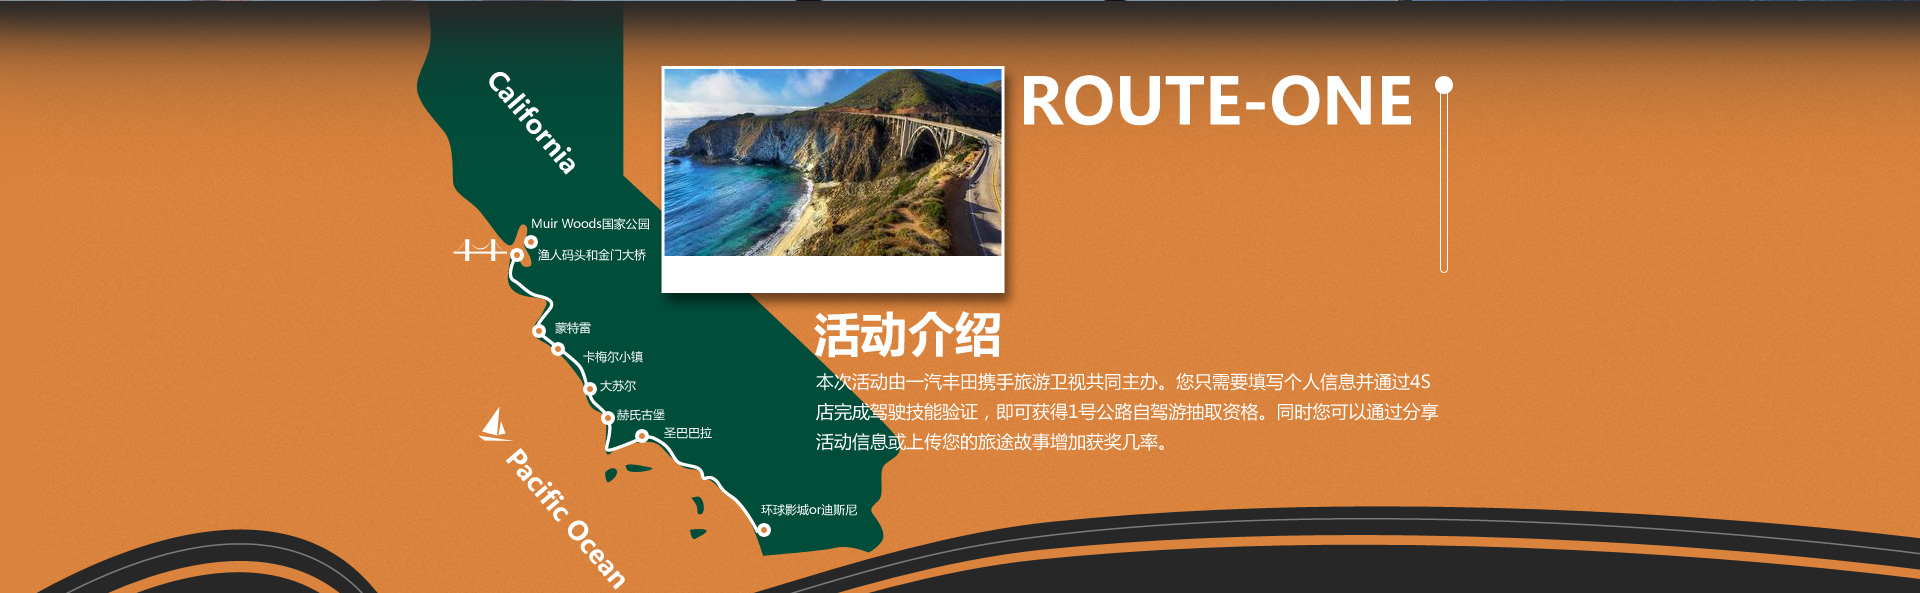 California
ROUTE-ONE
Muir Woods国家公园
渔人码头和金门大桥
蒙特雷
卡梅尔小镇
大苏尔
赫氏古堡
圣巴巴拉
环球影城or迪斯尼
Pacific Ocean
活动介绍
本次活动由一汽丰田携手旅游卫视共同主办。您只需要填写个人信息并通过4S
店完成驾驶技能验证，即可获得1号公路自驾游抽取资格。同时您可以通过分享
活动信息或上传您的旅途故事增加获奖几率。